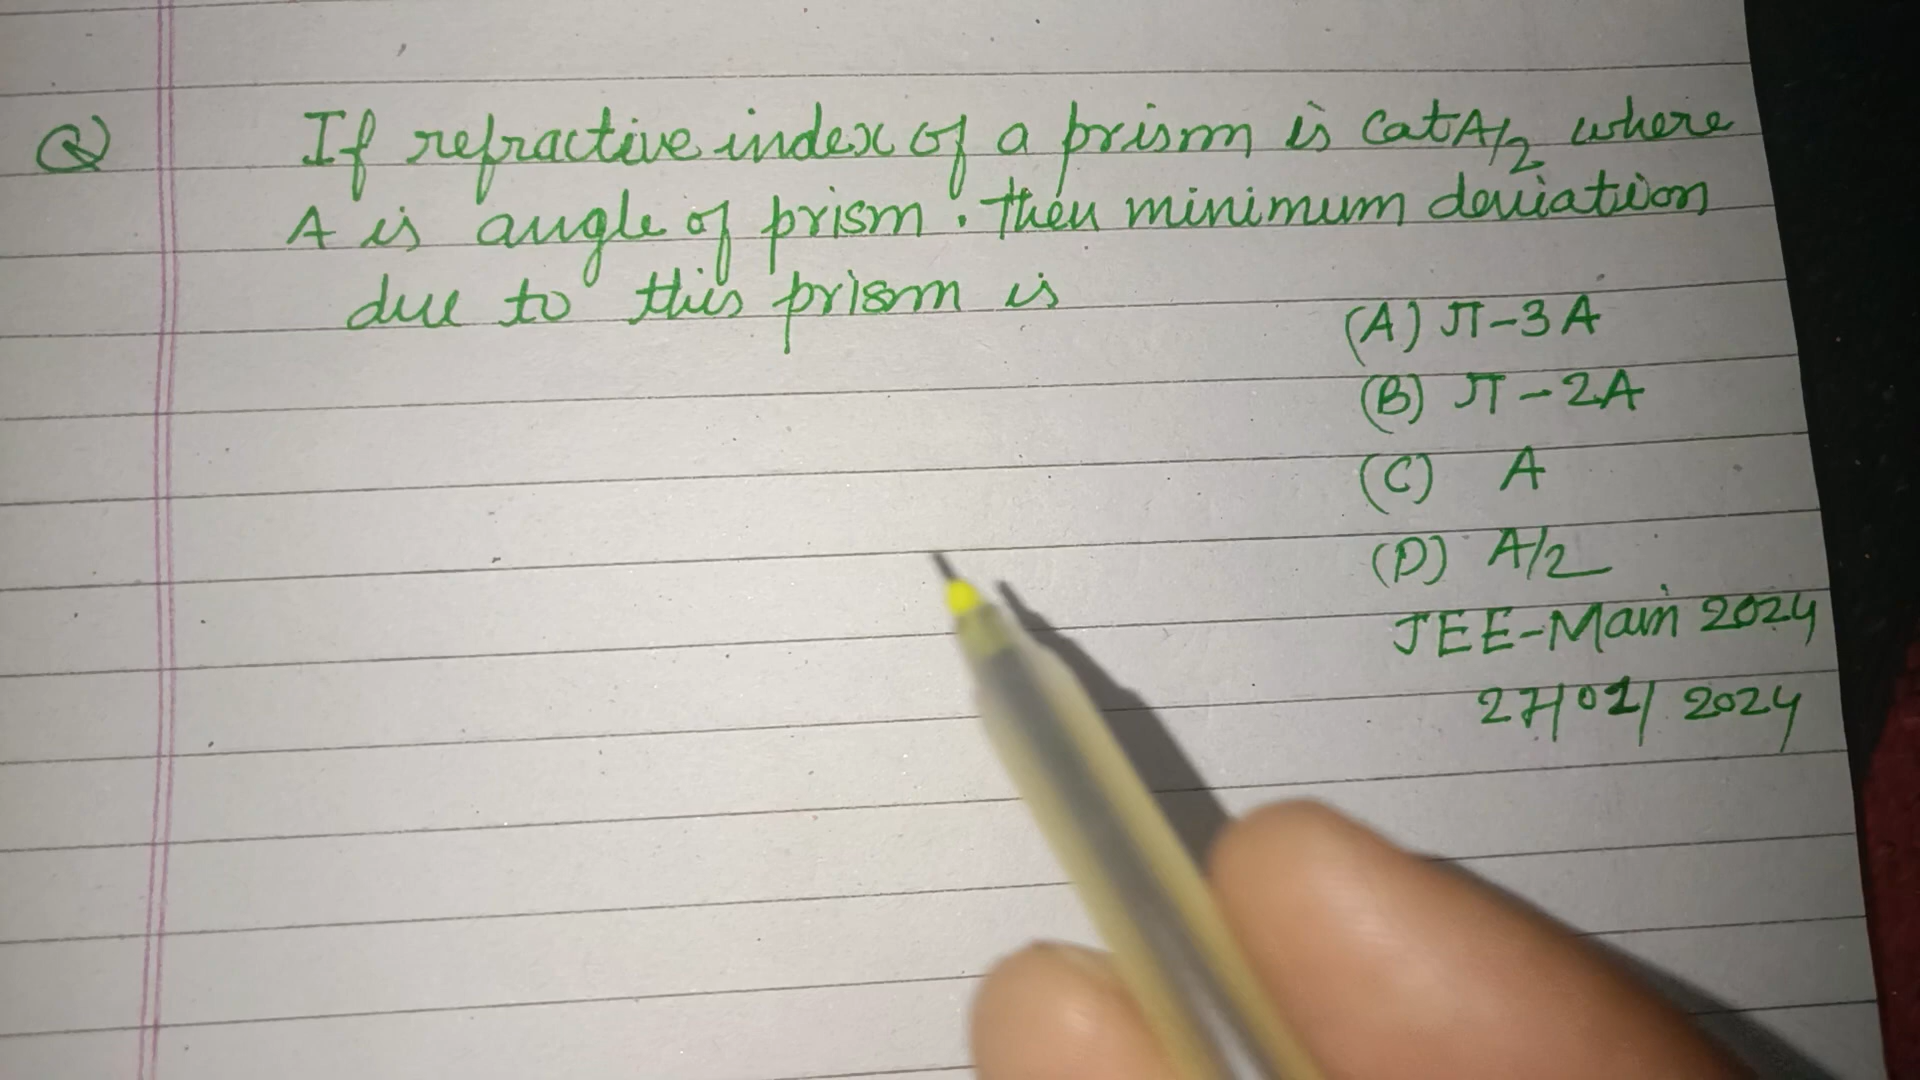 Q If refractive index of a prism is cot A/2 where
A is angle of prism. then minimum deviation
due to this prism is
(A) π-3A
(B) π-2A
(C) A
(D) A/2
JEE-Main 2024
27/01/2024